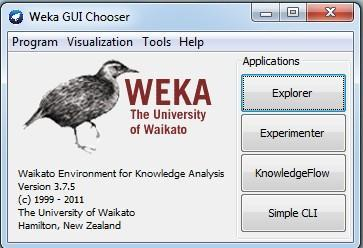 Weka GUI Chooser
Program Visualization Tools Help
Applications
WEKA
The University
of Waikato
Explorer
Experimenter
KnowledgeFlow
Simple CLI
Waikato Environment for Knowledge Analysis
Version 3.7.5
(c) 1999 - 2011
The University of Waikato
Hamilton, New Zealand